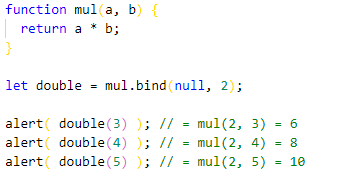 function mul(a, b) {
  return a * b;
}

let double = mul.bind(null, 2);

alert( double(3) ); // = mul(2, 3) = 6
alert( double(4) ); // = mul(2, 4) = 8
alert( double(5) ); // = mul(2, 5) = 10